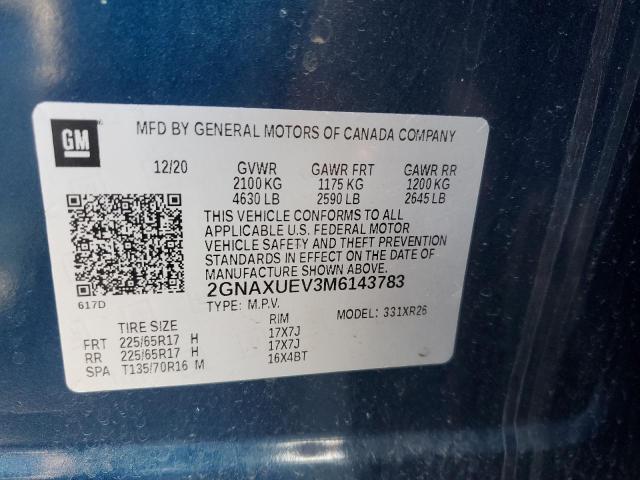 GM
MFD BY GENERAL MOTORS OF CANADA COMPANY
12/20 GVWR GAWR FRT GAWR RR
2100 KG 1175 KG 1200 KG
4630 LB 2590 LB 2645 LB
THIS VEHICLE CONFORMS TO ALL
APPLICABLE U.S. FEDERAL MOTOR
VEHICLE SAFETY AND THEFT PREVENTION
STANDARDS IN EFFECT ON THE DATE OF
MANUFACTURE SHOWN ABOVE.
2GNAXUEV3M6143783
617D
TYPE: M.P.V. MODEL: 331XR26
TIRE SIZE RIM
FRT 225/65R17 H 17X7J
RR 225/65R17 H 17X7J
SPA T135/70R16 M 16X4BT